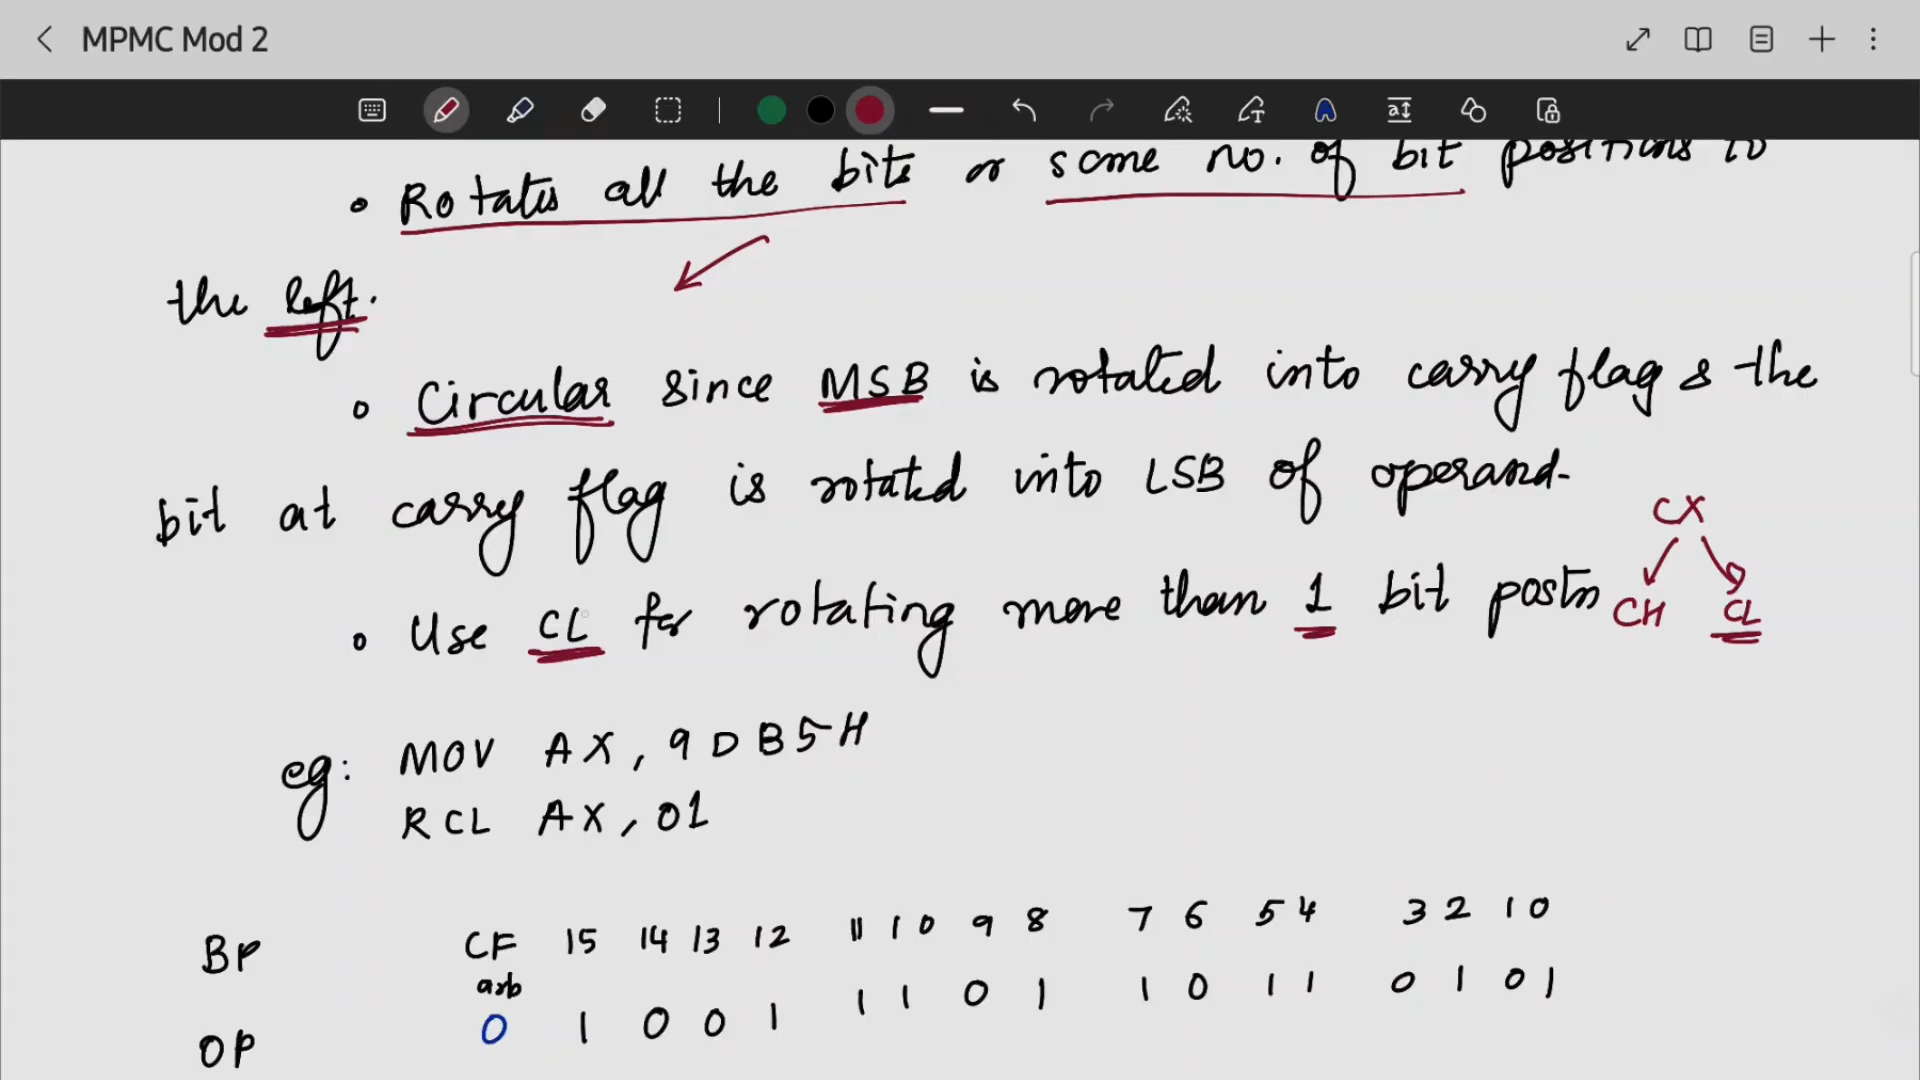 MPMC Mod 2
• Rotates all the bits or some no. of bit positions to
the left.
• Circular since MSB is rotated into carry flag & the
bit at carry flag is rotated into LSB of operand.
CX
CH CL
• Use CL for rotating more than 1 bit postn
eg: MOV AX, 9DB5H
RCL AX, 01
BP CF 15 14 13 12 11 10 9 8 7 6 5 4 3 2 1 0
arb
OP 0 1 0 0 1 1 1 0 1 1 0 1 1 0 1 0 1